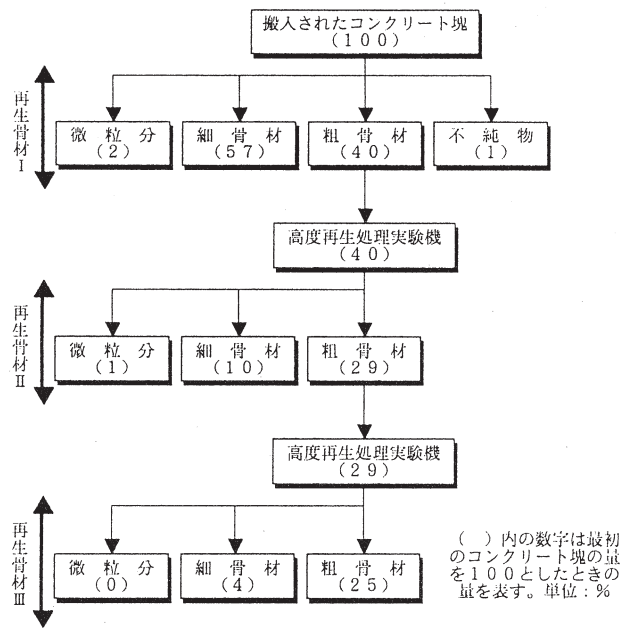 搬入されたコンクリート塊
(100)
再生骨材Ⅰ
微粒分
(2)
細骨材
(57)
粗骨材
(40)
不純物
(1)
高度再生処理実験機
(40)
再生骨材Ⅱ
微粒分
(1)
細骨材
(10)
粗骨材
(29)
高度再生処理実験機
(29)
再生骨材Ⅲ
微粒分
(0)
細骨材
(4)
粗骨材
(25)
( )内の数字は最初
のコンクリート塊の量
を100としたときの
量を表す。単位:%